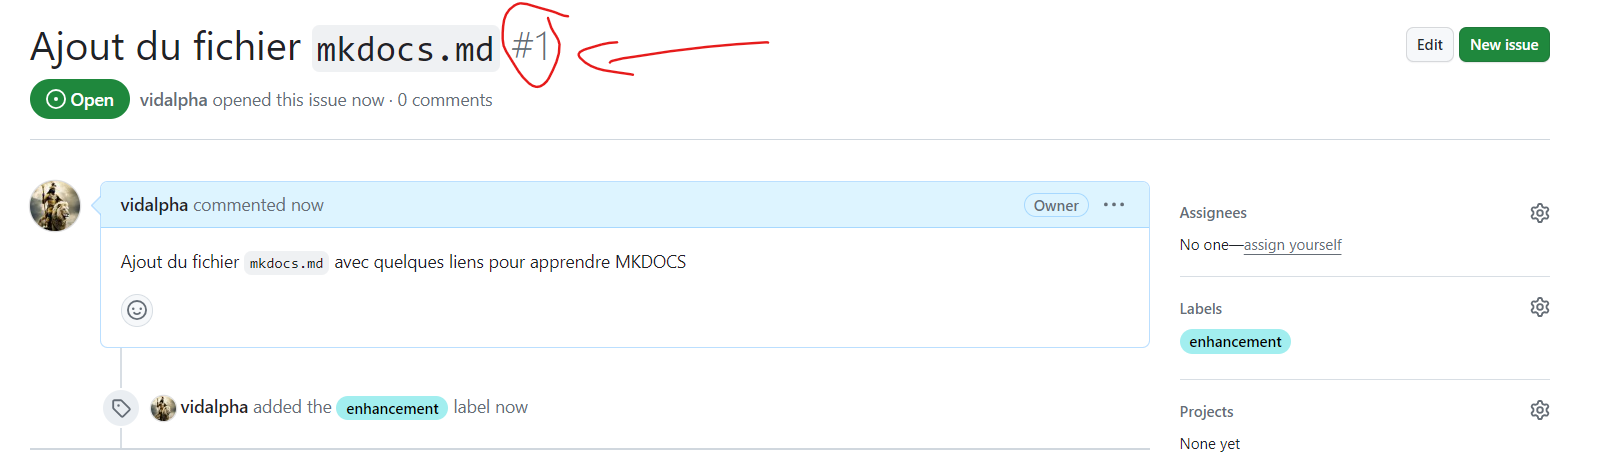 Ajout du fichier mkdocs.md #1
Edit
New issue
Open
vidalpha opened this issue now · 0 comments
vidalpha commented now
Owner
Ajout du fichier mkdocs.md avec quelques liens pour apprendre MKDOCS
vidalpha added the enhancement label now
Assignees
No one—assign yourself
Labels
enhancement
Projects
None yet